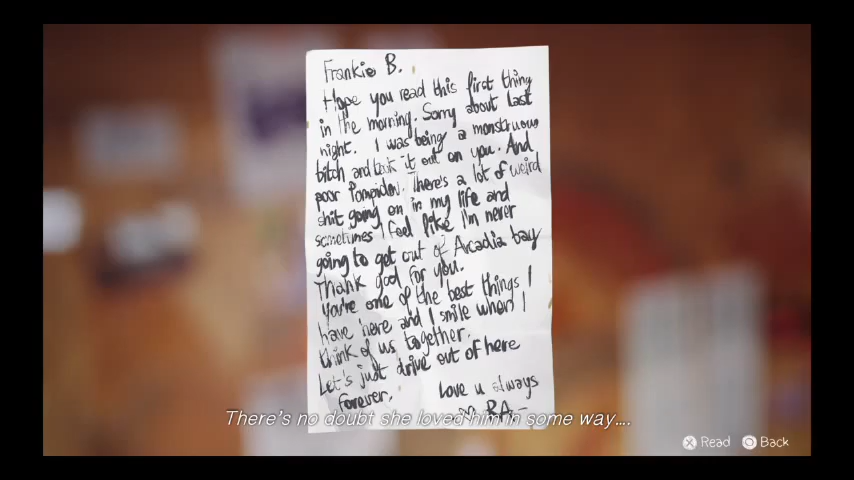 Frankie B.
Hope you read this first thing
in the morning. Sorry about last
night. I was being a monstruous
bitch and took it out on you. And
poor Pompidou. There's a lot of weird
shit going on in my life and
sometimes I feel like I'm never
going to get out of Arcadia bay
Thank god for you.
You're one of the best things I
have here and I smile when I
think of us together.
Let's just drive out of here
forever.
Love u always
RA-
There's no doubt she loved him in some way....
Read
Back